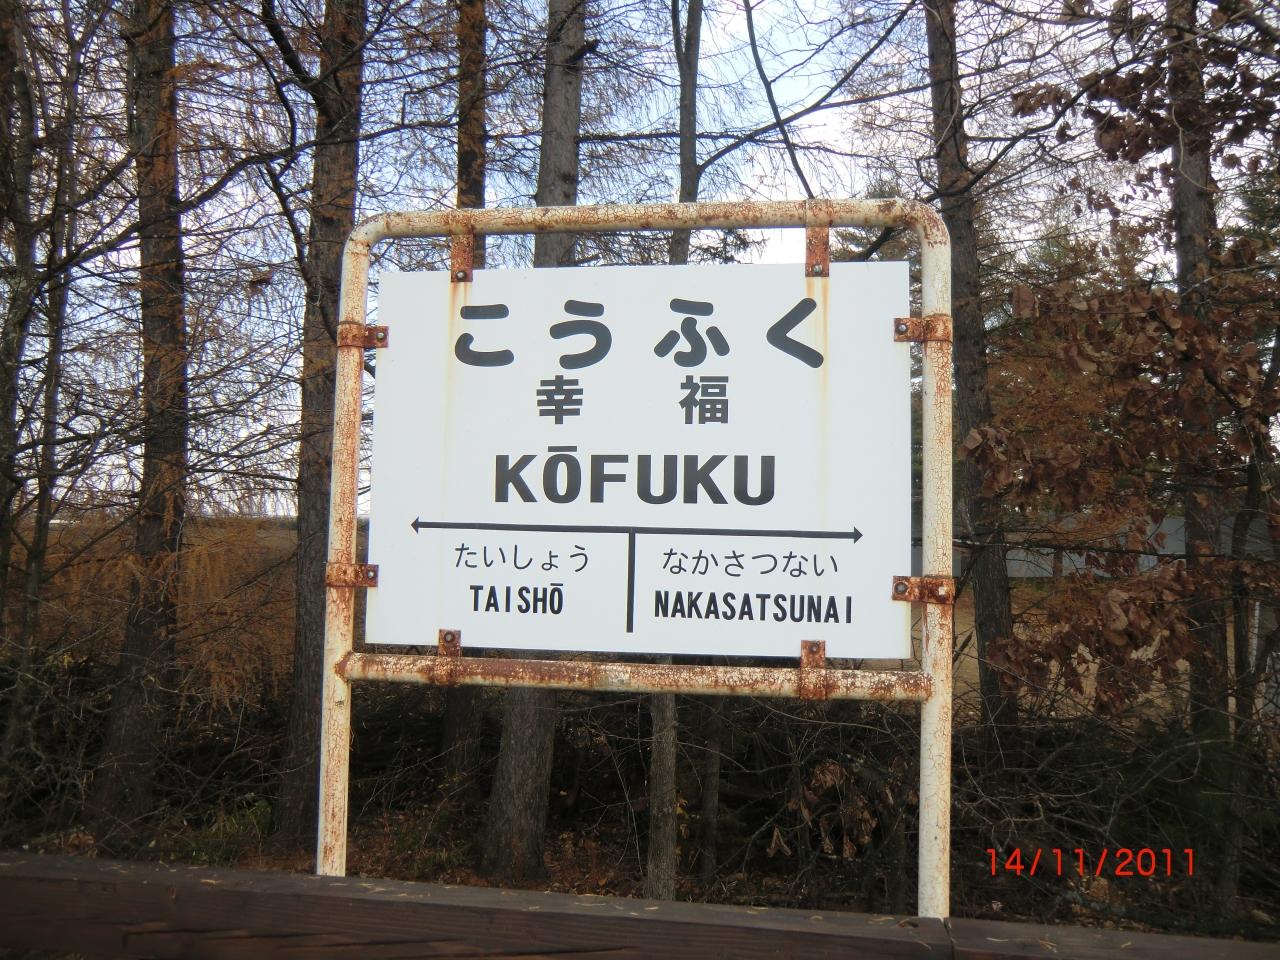 こうふく
幸 福
KŌFUKU
たいしょう なかさつない
TAISHŌ NAKASATSUNAI
14/11/2011